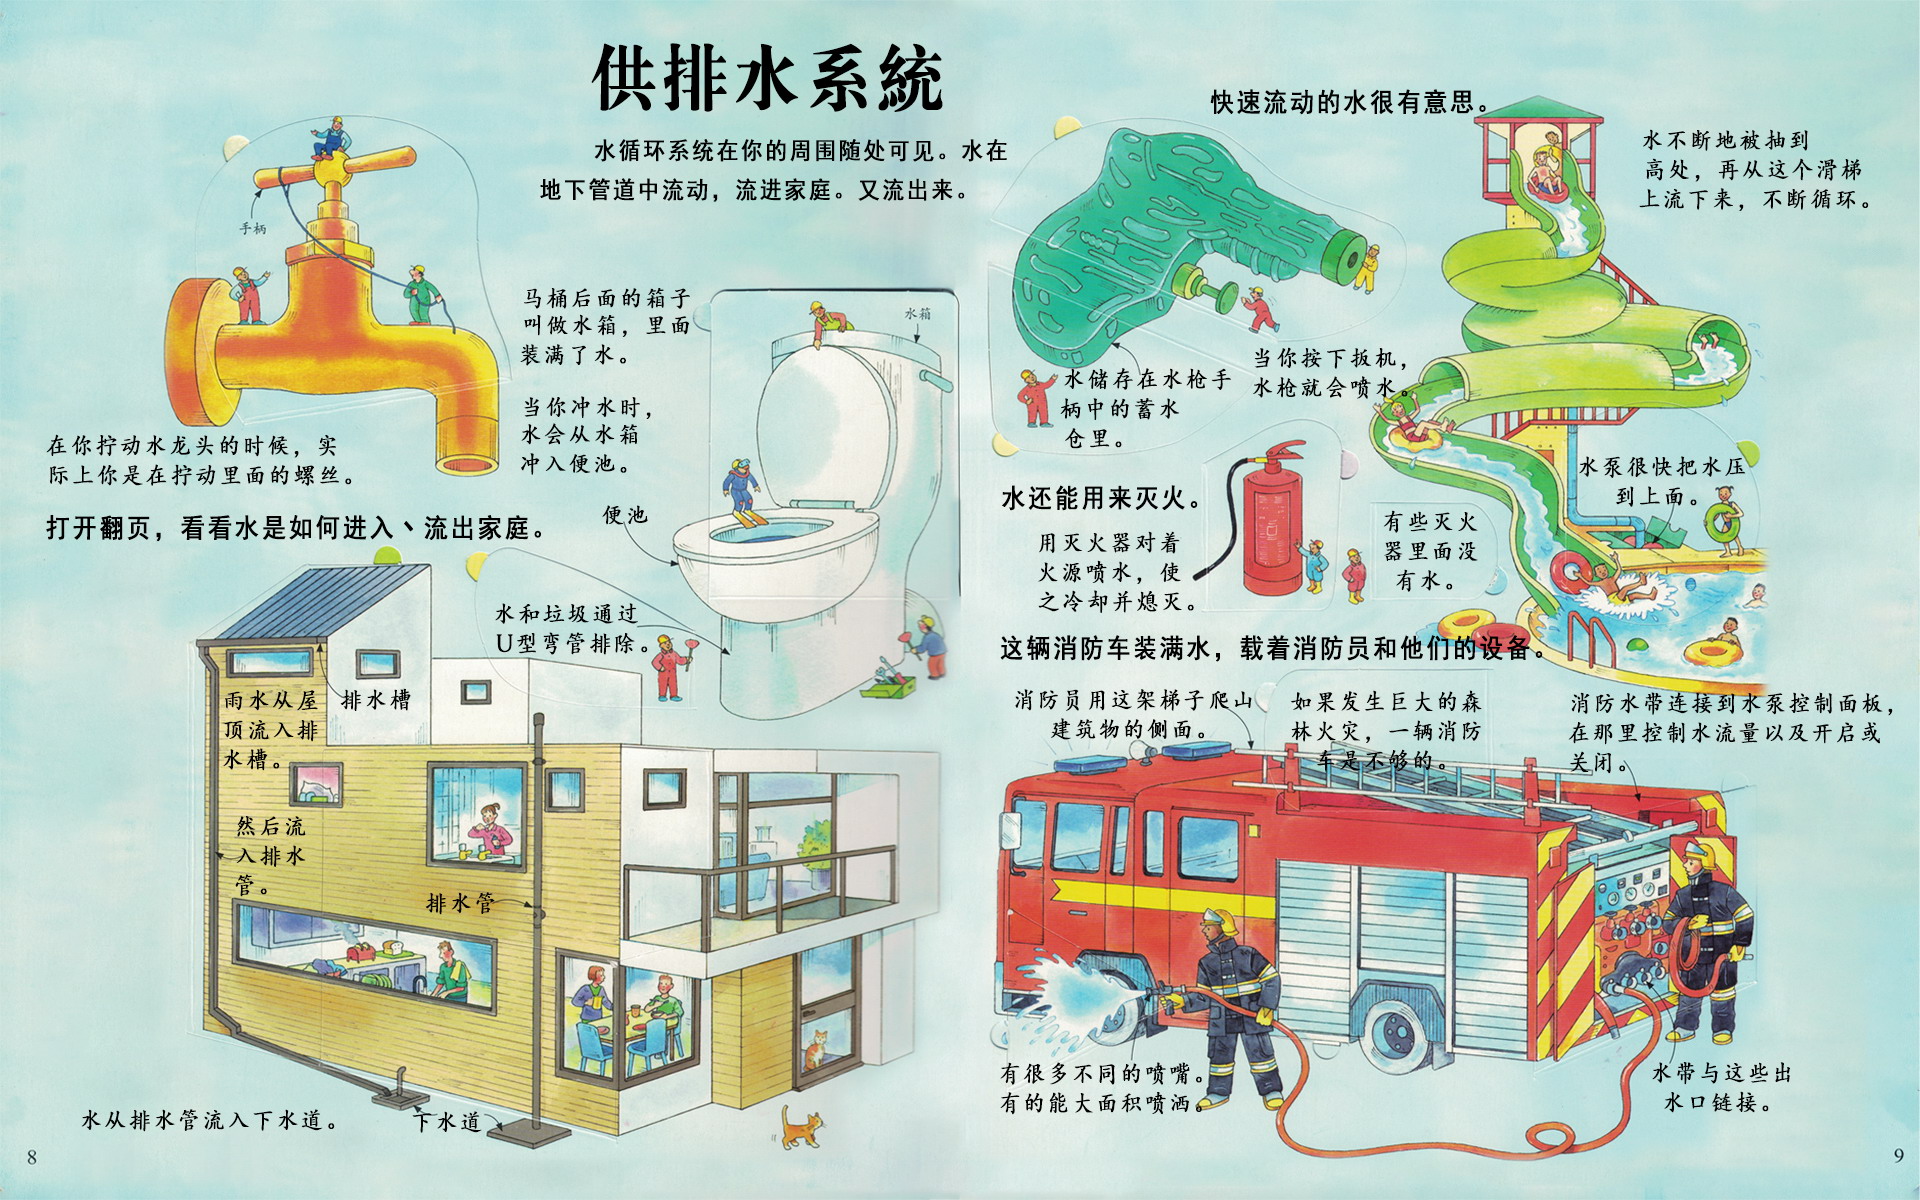 供排水系統
水循环系统在你的周围随处可见。水在
地下管道中流动，流进家庭。又流出来。
手柄
在你拧动水龙头的时候，实
际上你是在拧动里面的螺丝。
马桶后面的箱子
叫做水箱，里面
装满了水。
当你冲水时，
水会从水箱
冲入便池。
水箱
便池
打开翻页，看看水是如何进入丶流出家庭。
水和垃圾通过
U型弯管排除。
雨水从屋
顶流入排
水槽。
排水槽
然后流
入排水
管。
排水管
水从排水管流入下水道。
下水道
8
快速流动的水很有意思。
水不断地被抽到
高处，再从这个滑梯
上流下来，不断循环。
水储存在水枪手
柄中的蓄水
仓里。
当你按下扳机，
水枪就会喷水。
水泵很快把水压
到上面。
水还能用来灭火。
用灭火器对着
火源喷水，使
之冷却并熄灭。
有些灭火
器里面没
有水。
这辆消防车装满水，载着消防员和他们的设备。
消防员用这架梯子爬山
建筑物的侧面。
如果发生巨大的森
林火灾，一辆消防
车是不够的。
消防水带连接到水泵控制面板，
在那里控制水流量以及开启或
关闭。
有很多不同的喷嘴。
有的能大面积喷洒。
水带与这些出
水口链接。
9